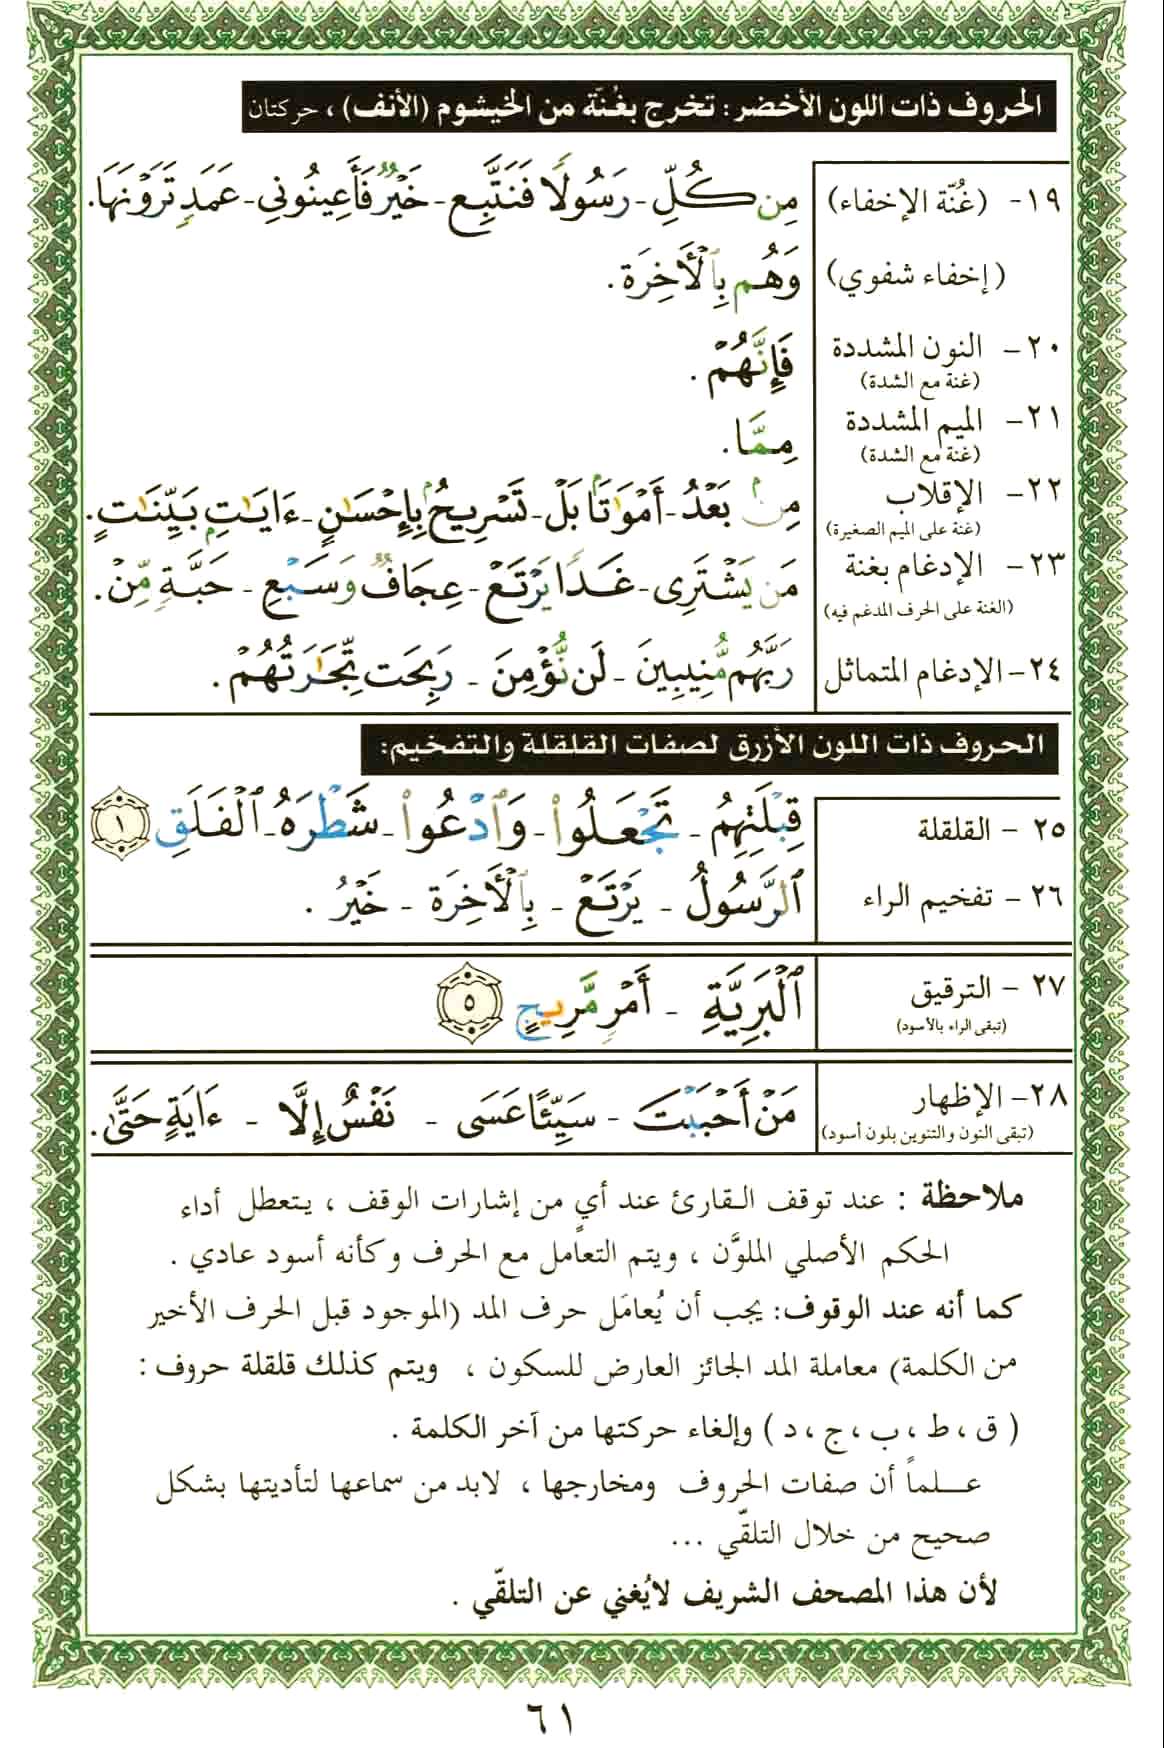 الحروف ذات اللون الأخضر: تخرج بغُنّة من الخيشوم (الأنف) ، حركتان
١٩- (غُنّة الإخفاء) مِن كُلِّ - رَسُولًا فَنَتَّبِعَ - خَيْرٌ فَأَعِينُونِي - عَمَدٍ تَرَوْنَهَا.
(إخفاء شفوي) وَهُم بِٱلْأَخِرَةِ .
٢٠ - النون المشددة فَإِنَّهُمْ .
(غنة مع الشدة)
٢١ - الميم المشددة مِمَّا .
(غنة مع الشدة)
٢٢ - الإقلاب مِنۢ بَعْدُ - أَمْوَٰتًۢا بَلْ - تَسْرِيحٌۢ بِإِحْسَٰنٍ - ءَايَٰتٍۭ بَيِّنَٰتٍ.
(غنة على الميم الصغيرة)
٢٣ - الإدغام بغنة مَن يَشْتَرِى - غَدًا يَرْتَعْ - عِجَافٌ وَسَبْعِ - حَبَّةٍ مِّنْ .
(الغنة على الحرف المدغم فيه)
٢٤- الإدغام المتماثل رَبَّهُم مُّنِيبِينَ - لَن نُّؤْمِنَ - رَبِحَت تِّجَٰرَتُهُمْ .
الحروف ذات اللون الأزرق لصفات القلقلة والتفخيم:
٢٥ - القلقلة قِبْلَتِهِمُ - تَجْعَلُوا - وَٱدْعُوا - شَطْرَهُ - ٱلْفَلَقِ ١
٢٦ - تفخيم الراء ٱلرَّسُولُ - يَرْتَعْ - بِٱلْأَخِرَةِ - خَيْرٌ .
٢٧ - الترقيق ٱلْبَرِيَّةِ - أَمْرٍ مَّرِيجٍ ٥
(تبقى الراء بالأسود)
٢٨- الإظهار مَنْ أَحْبَبْتَ - سَيِّئًا عَسَى - نَفْسٌ إِلَّا - ءَايَةٍ حَتَّى.
(تبقى النون والتنوين بلون أسود)
ملاحظة : عند توقف القارئ عند أي من إشارات الوقف ، يتعطل أداء
الحكم الأصلي الملوَّن ، ويتم التعامل مع الحرف وكأنه أسود عادي .
كما أنه عند الوقوف: يجب أن يُعامَل حرف المد (الموجود قبل الحرف الأخير
من الكلمة) معاملة المد الجائز العارض للسكون ، ويتم كذلك قلقلة حروف :
( ق ، ط ، ب ، ج ، د ) وإلغاء حركتها من آخر الكلمة .
علـماً أن صفات الحروف ومخارجها ، لابد من سماعها لتأديتها بشكل
صحيح من خلال التلقّي ...
لأن هذا المصحف الشريف لايُغني عن التلقّي .
٦١